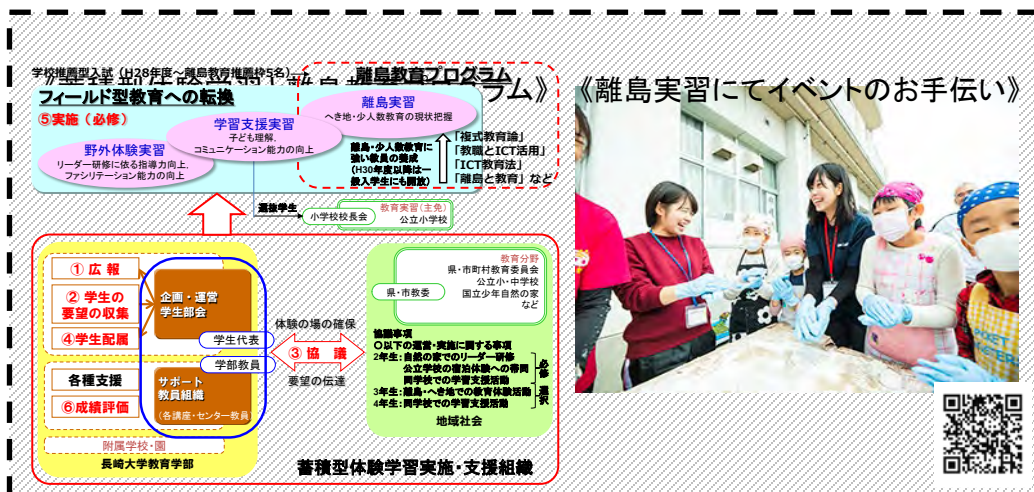 《蓄積型体験学習と離島教育プログラム》
《離島実習にてイベントのお手伝い》
学校推薦型入試（H28年度～離島教育推薦枠5名）
離島教育プログラム
フィールド型教育への転換
⑤実施（必修）
離島実習
へき地・少人数教育の現状把握
学習支援実習
子ども理解，
コミュニケーション能力の向上
野外体験実習
リーダー研修に依る指導力向上，
ファシリテーション能力の向上
離島・少人数教育に
強い教員の養成
（H30年度以降は一
般入学生にも開放）
「複式教育論」
「教職とICT活用」
「ICT教育法」
「離島と教育」など
選抜学生
小学校校長会
教育実習（主免）
公立小学校
①広報
②学生の
要望の収集
④学生配属
各種支援
⑥成績評価
企画・運営
学生部会
サポート
教員組織
（各講座・センター教員）
学生代表
学部教員
附属学校・園
長崎大学教育学部
体験の場の確保
③協議
要望の伝達
県・市教委
教育分野
県・市町村教育委員会
公立小・中学校
国立少年自然の家
など
協議事項
〇以下の運営・実施に関する事項
2年生：自然の家でのリーダー研修
公立学校の宿泊体験への帯同
同学校での学習支援活動
3年生：離島・へき地での教育体験活動
4年生：同学校での学習支援活動
必修
選択
地域社会
蓄積型体験学習実施・支援組織